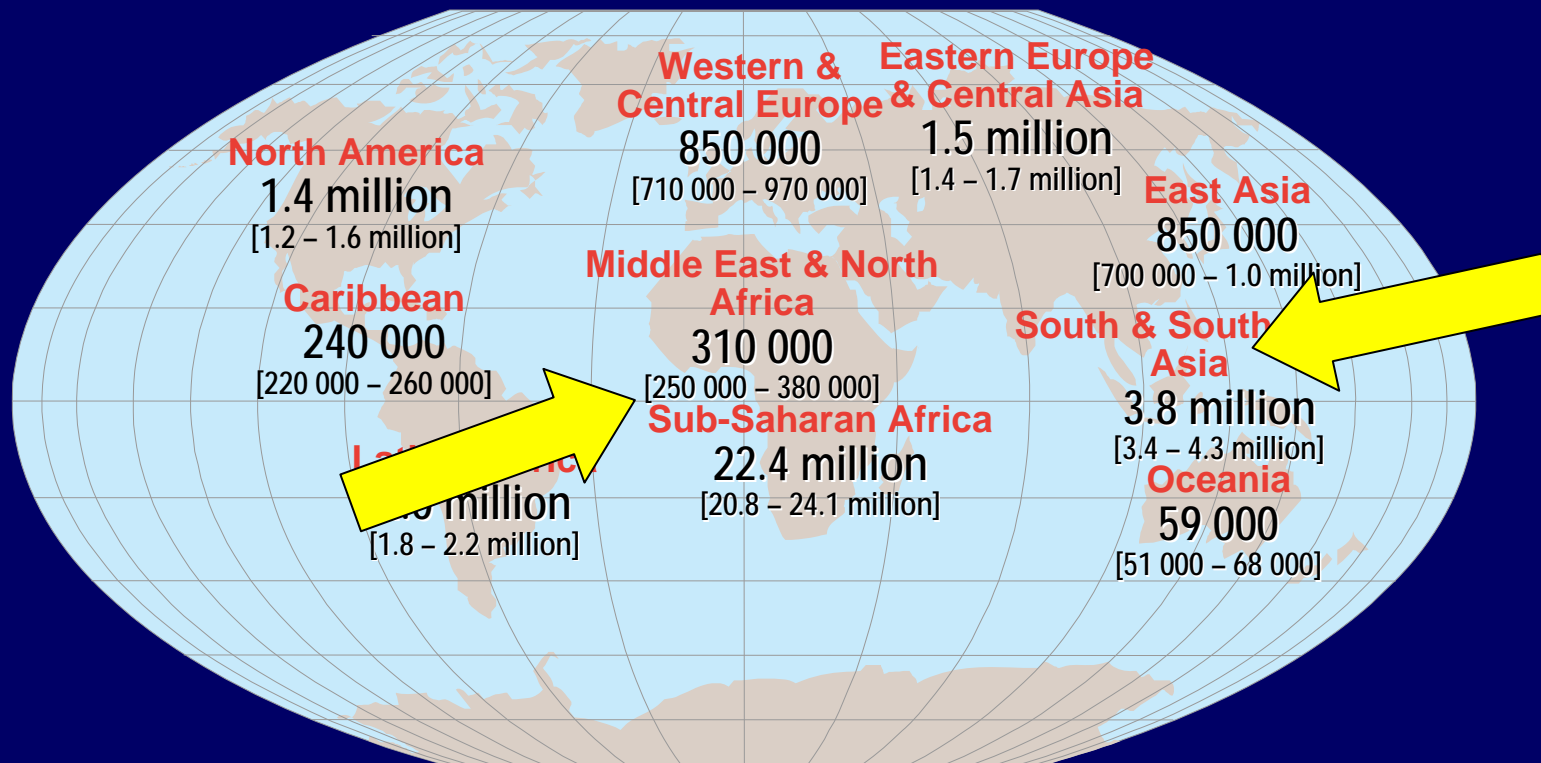 Western &
Central Europe
850 000
[710 000 – 970 000]
Eastern Europe
& Central Asia
1.5 million
[1.4 – 1.7 million]
North America
1.4 million
[1.2 – 1.6 million]
East Asia
850 000
[700 000 – 1.0 million]
Middle East & North
Africa
310 000
[250 000 – 380 000]
Caribbean
240 000
[220 000 – 260 000]
South & South
Asia
3.8 million
[3.4 – 4.3 million]
Sub-Saharan Africa
22.4 million
[20.8 – 24.1 million]
million
[1.8 – 2.2 million]
Oceania
59 000
[51 000 – 68 000]